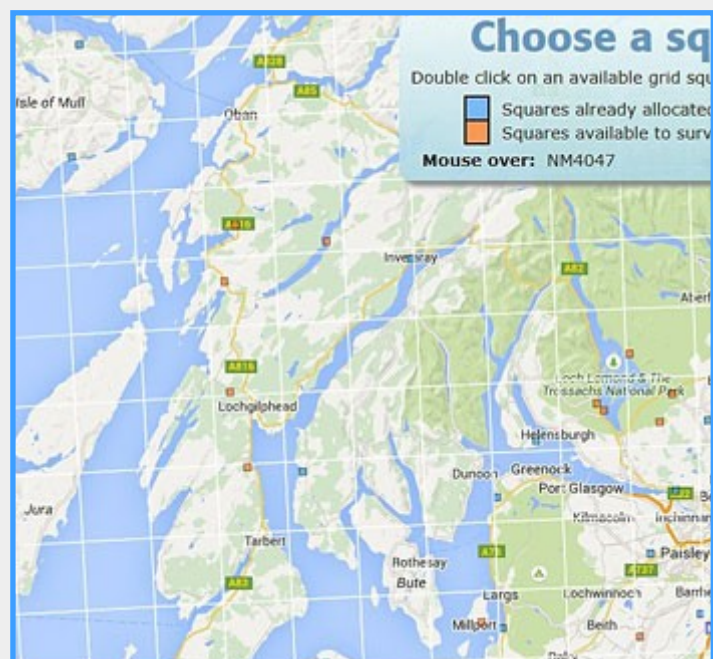 Choose a sq
Double click on an available grid squ
Squares already allocated
Squares available to surv
Mouse over: NM4047
A828
A85
Isle of Mull
Oban
A816
Inveraray
A82
Aberf
A816
Loch Lomond & The
Trossachs National Park
Lochgilphead
Helensburgh
Dunoon
Greenock
Port Glasgow
Jura
Kilmacolm
Inchinnan
Tarbert
A78
Paisley
Rothesay
Bute
A737
A83
Largs
Lochwinnoch
Barrhe
Millport
Beith
Dalry